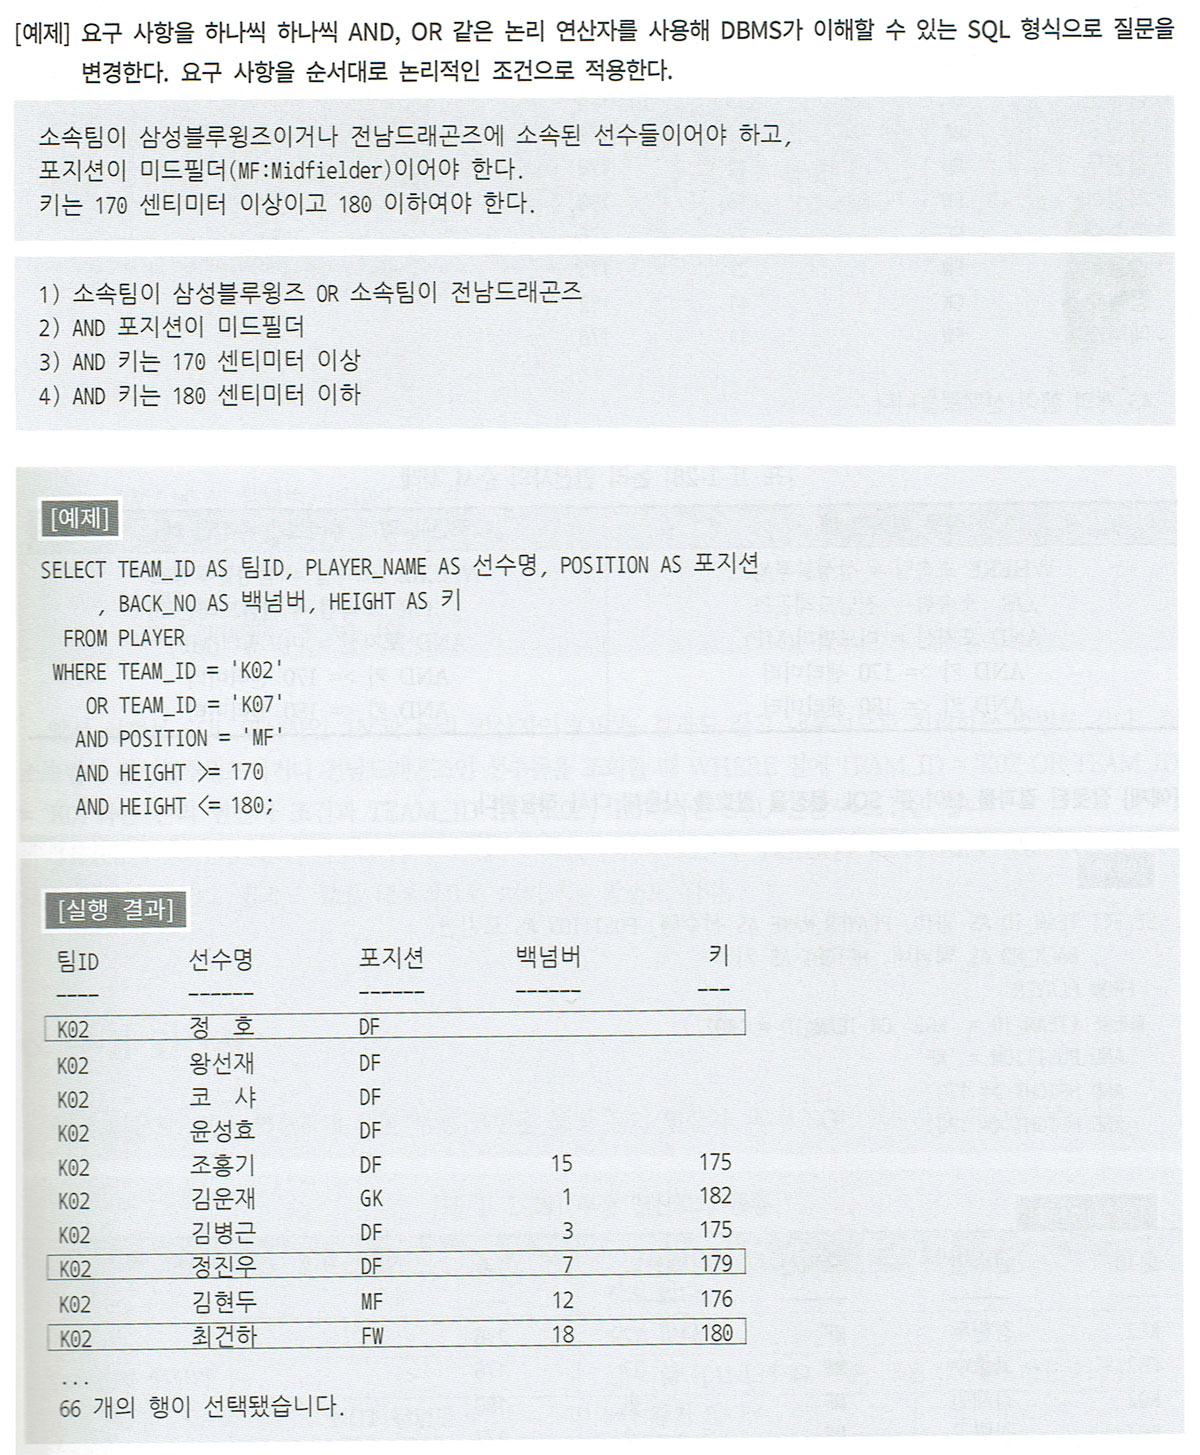 [예제] 요구 사항을 하나씩 하나씩 AND, OR 같은 논리 연산자를 사용해 DBMS가 이해할 수 있는 SQL 형식으로 질문을
변경한다. 요구 사항을 순서대로 논리적인 조건으로 적용한다.
소속팀이 삼성블루윙즈이거나 전남드래곤즈에 소속된 선수들이어야 하고,
포지션이 미드필더(MF:Midfielder)이어야 한다.
키는 170 센티미터 이상이고 180 이하여야 한다.
1) 소속팀이 삼성블루윙즈 OR 소속팀이 전남드래곤즈
2) AND 포지션이 미드필더
3) AND 키는 170 센티미터 이상
4) AND 키는 180 센티미터 이하
[예제]
SELECT TEAM_ID AS 팀ID, PLAYER_NAME AS 선수명, POSITION AS 포지션
, BACK_NO AS 백넘버, HEIGHT AS 키
FROM PLAYER
WHERE TEAM_ID = 'K02'
OR TEAM_ID = 'K07'
AND POSITION = 'MF'
AND HEIGHT >= 170
AND HEIGHT <= 180;
[실행 결과]
팀ID 선수명 포지션 백넘버 키
---- ------ ------ ------ ---
K02 정 호 DF
K02 왕선재 DF
K02 코 샤 DF
K02 윤성효 DF
K02 조홍기 DF 15 175
K02 김운재 GK 1 182
K02 김병근 DF 3 175
K02 정진우 DF 7 179
K02 김현두 MF 12 176
K02 최건하 FW 18 180
...
66 개의 행이 선택됐습니다.